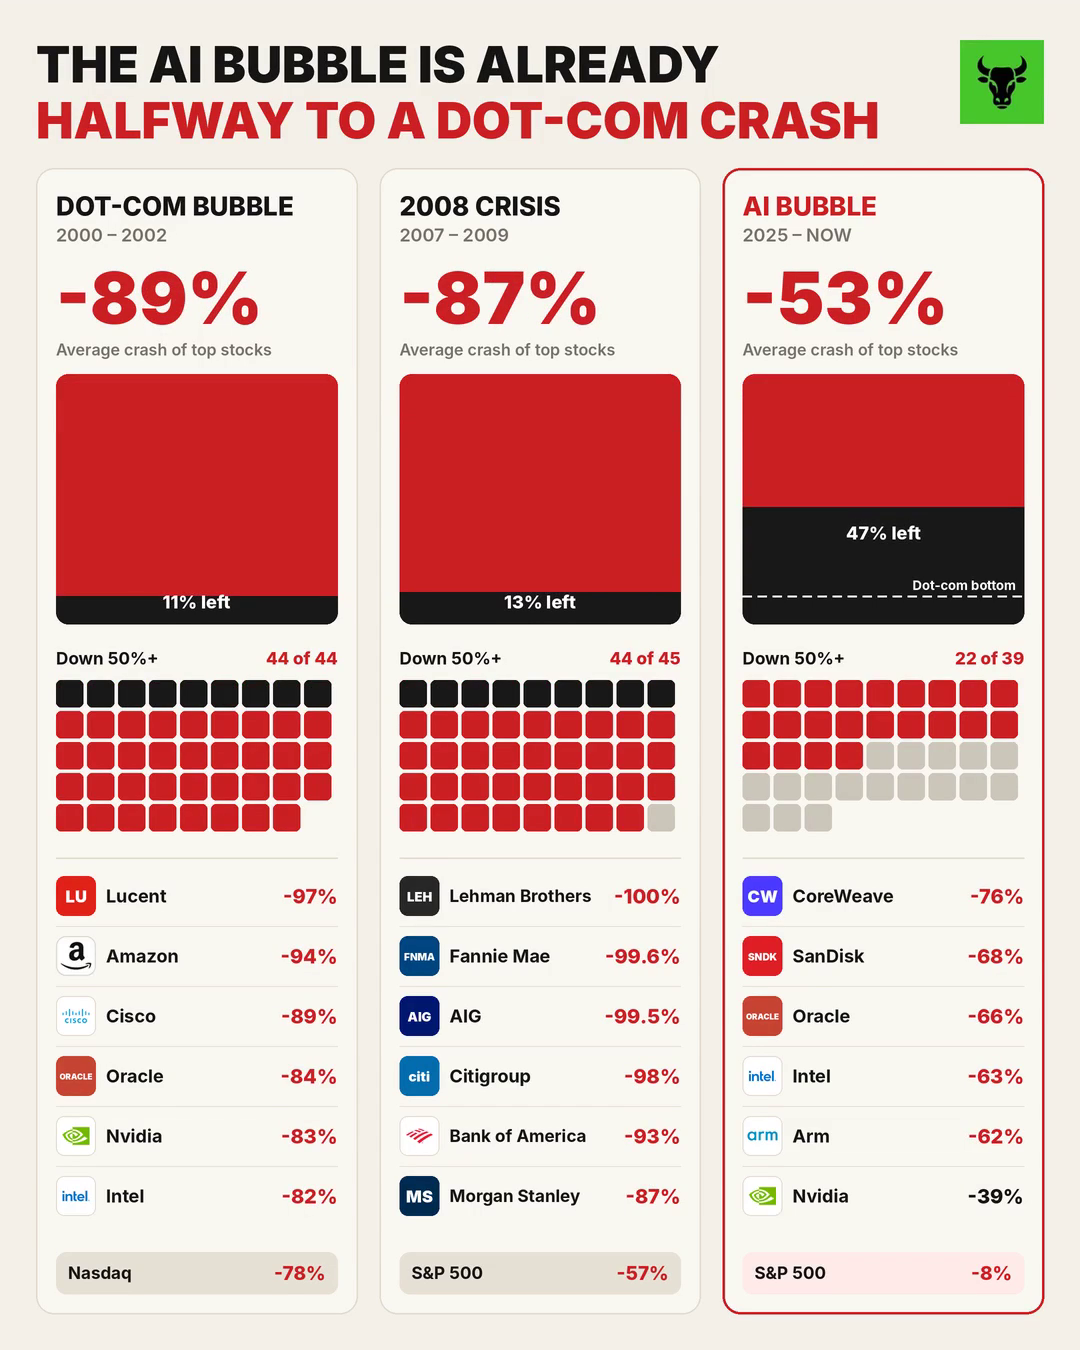 THE AI BUBBLE IS ALREADY
HALFWAY TO A DOT-COM CRASH
DOT-COM BUBBLE
2000 – 2002
-89%
Average crash of top stocks
11% left
Down 50%+ 44 of 44
LU Lucent -97%
a Amazon -94%
CISCO Cisco -89%
ORACLE Oracle -84%
Nvidia -83%
intel Intel -82%
Nasdaq -78%
2008 CRISIS
2007 – 2009
-87%
Average crash of top stocks
13% left
Down 50%+ 44 of 45
LEH Lehman Brothers -100%
FNMA Fannie Mae -99.6%
AIG AIG -99.5%
citi Citigroup -98%
Bank of America -93%
MS Morgan Stanley -87%
S&P 500 -57%
AI BUBBLE
2025 – NOW
-53%
Average crash of top stocks
47% left
Dot-com bottom
Down 50%+ 22 of 39
CW CoreWeave -76%
SNDK SanDisk -68%
ORACLE Oracle -66%
intel Intel -63%
arm Arm -62%
Nvidia -39%
S&P 500 -8%